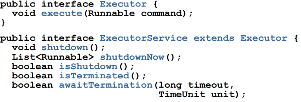 public interface Executor {
void execute(Runnable command);
}
public interface ExecutorService extends Executor {
void shutdown();
List<Runnable> shutdownNow();
boolean isShutdown();
boolean isTerminated();
boolean awaitTermination(long timeout,
TimeUnit unit);